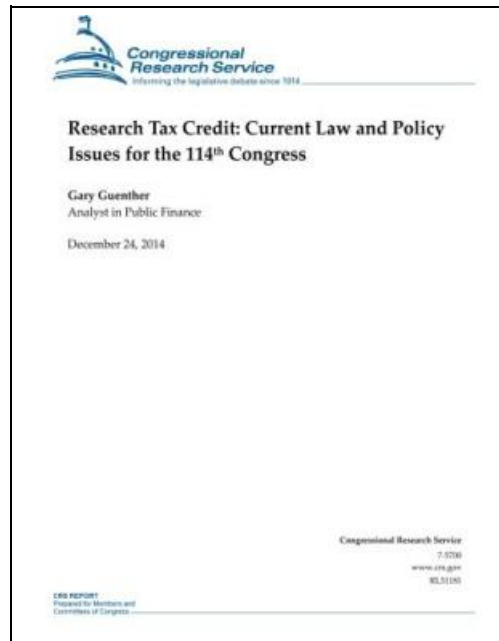 Congressional
Research Service
Informing the legislative debate since 1914
Research Tax Credit: Current Law and Policy
Issues for the 114th Congress
Gary Guenther
Analyst in Public Finance
December 24, 2014
Congressional Research Service
7-5700
www.crs.gov
RL31181
CRS REPORT
Prepared for Members and
Committees of Congress